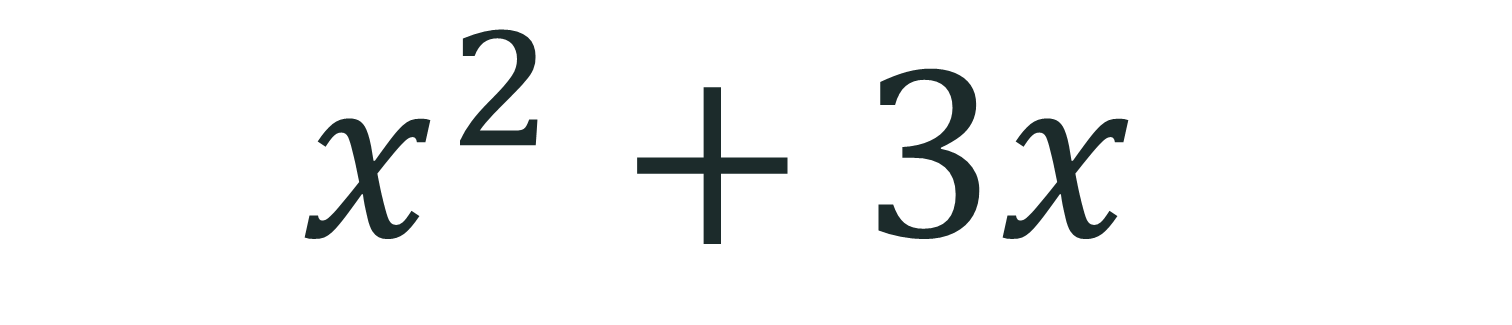 x² + 3x